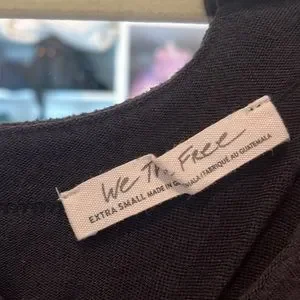 We The Free
EXTRA SMALL MADE IN GUATEMALA/FABRIQUÉ AU GUATEMALA